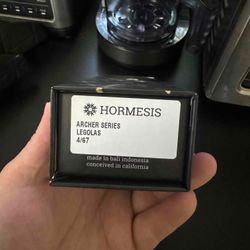 HORMESIS
ARCHER SERIES
LEGOLAS
4/67
made in bali indonesia
conceived in california